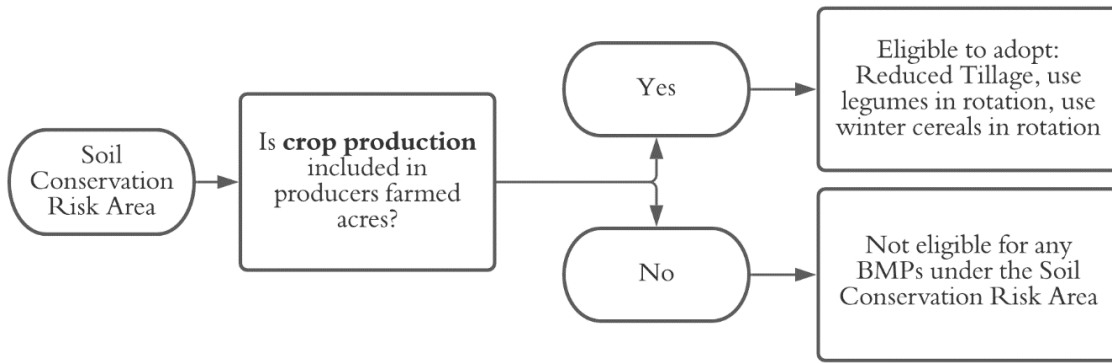 Soil
Conservation
Risk Area
Is crop production
included in
producers farmed
acres?
Yes
Eligible to adopt:
Reduced Tillage, use
legumes in rotation, use
winter cereals in rotation
No
Not eligible for any
BMPs under the Soil
Conservation Risk Area